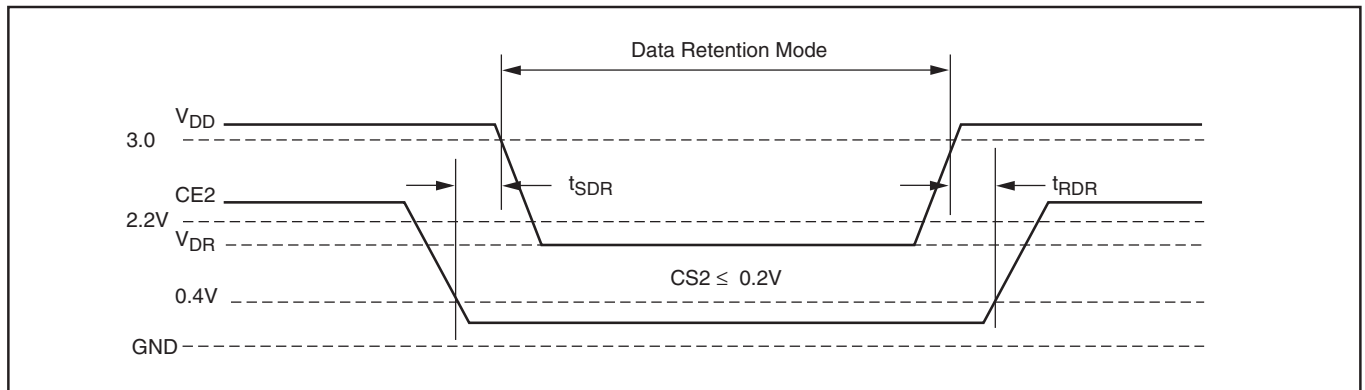 Data Retention Mode
VDD
3.0
tSDR
tRDR
CE2
2.2V
VDR
CS2 ≤ 0.2V
0.4V
GND